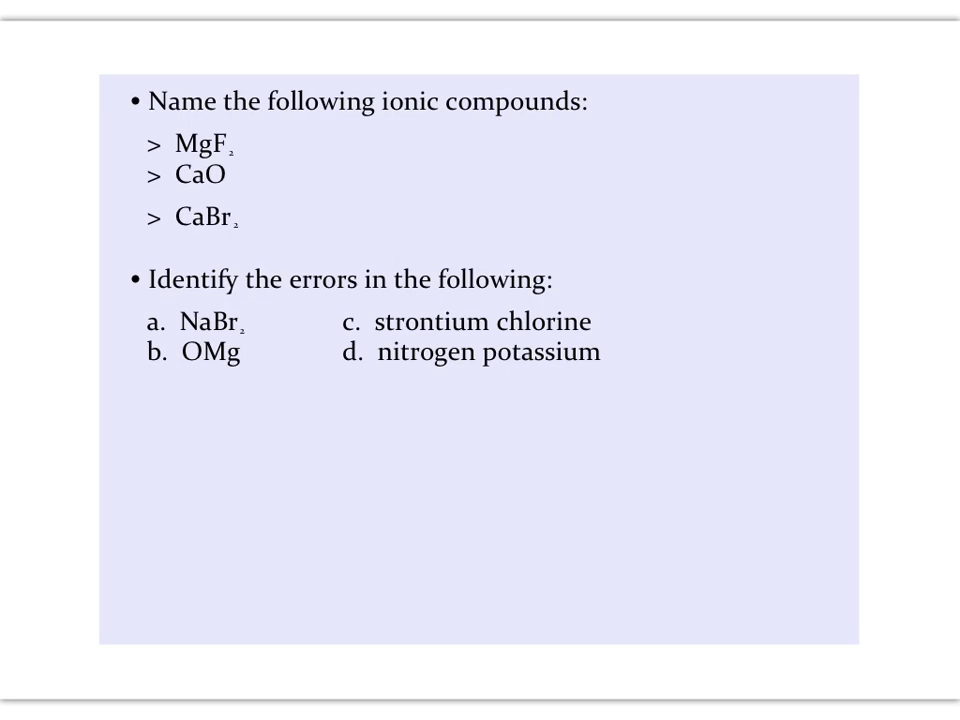 • Name the following ionic compounds:
> MgF₂
> CaO
> CaBr₂
• Identify the errors in the following:
a. NaBr₂ c. strontium chlorine
b. OMg d. nitrogen potassium